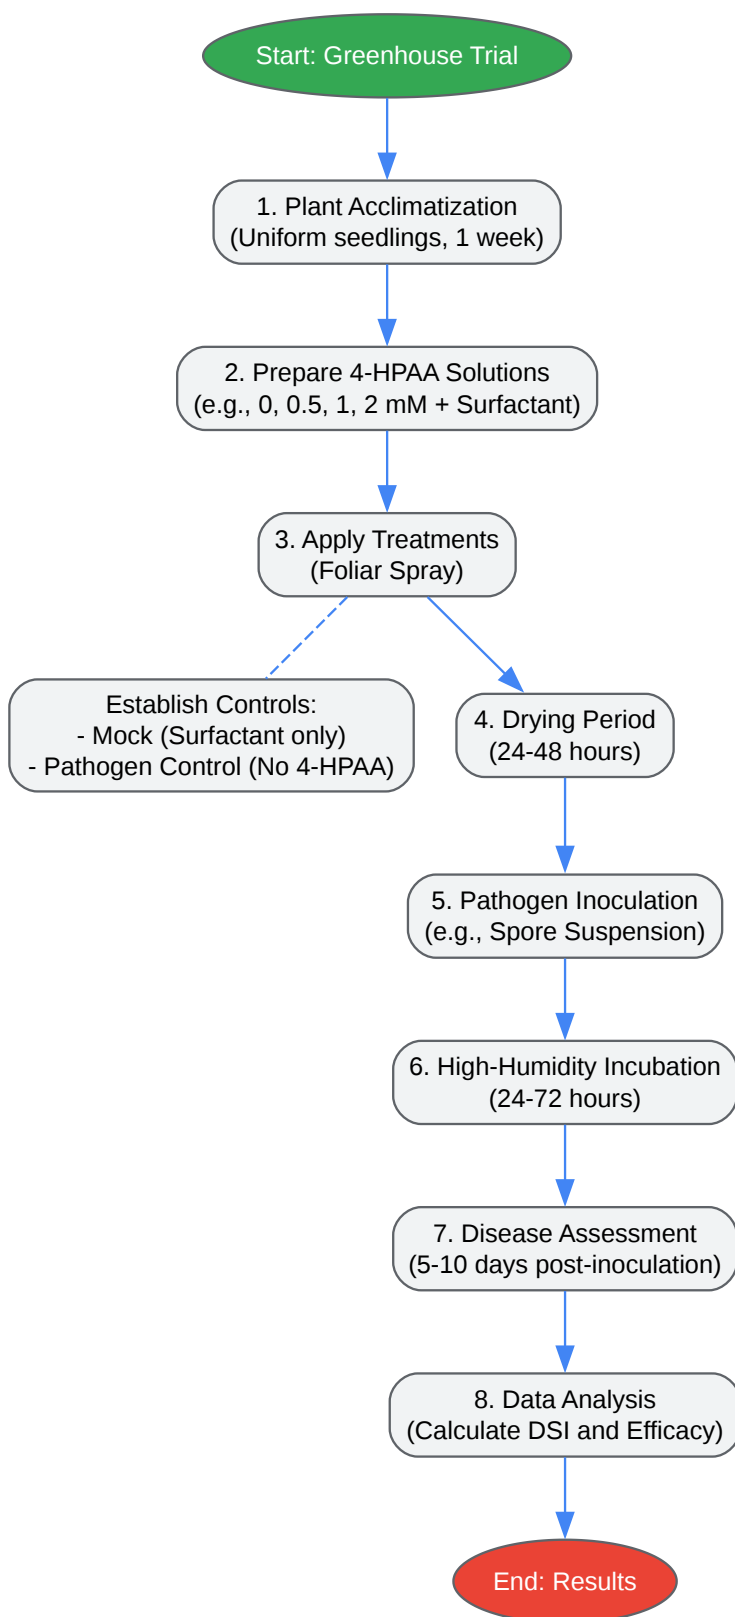 Start: Greenhouse Trial
1. Plant Acclimatization
(Uniform seedlings, 1 week)
2. Prepare 4-HPAA Solutions
(e.g., 0, 0.5, 1, 2 mM + Surfactant)
3. Apply Treatments
(Foliar Spray)
Establish Controls:
- Mock (Surfactant only)
- Pathogen Control (No 4-HPAA)
4. Drying Period
(24-48 hours)
5. Pathogen Inoculation
(e.g., Spore Suspension)
6. High-Humidity Incubation
(24-72 hours)
7. Disease Assessment
(5-10 days post-inoculation)
8. Data Analysis
(Calculate DSI and Efficacy)
End: Results